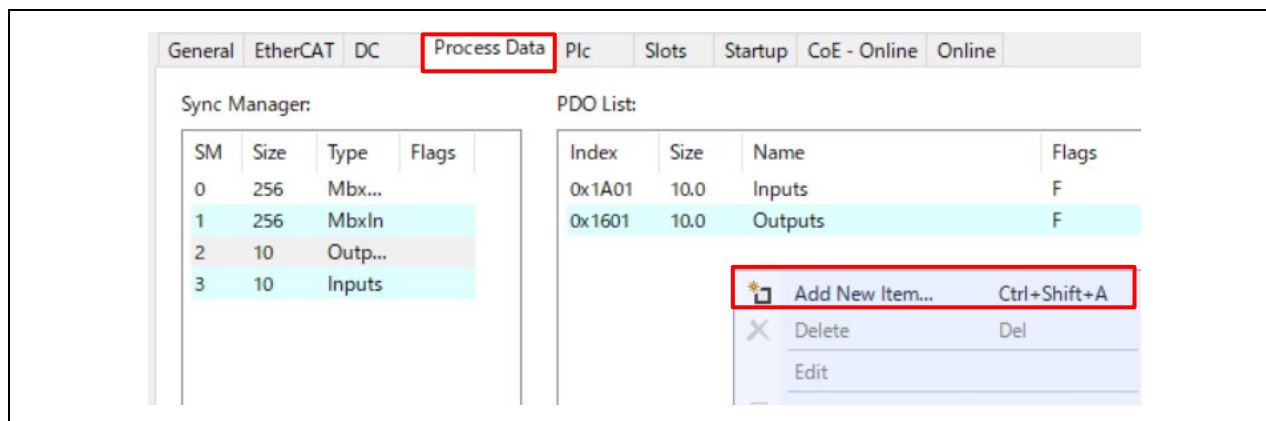 General EtherCAT DC Process Data Plc Slots Startup CoE - Online Online
Sync Manager: PDO List:
SM Size Type Flags Index Size Name Flags
0 256 Mbx... 0x1A01 10.0 Inputs F
1 256 MbxIn 0x1601 10.0 Outputs F
2 10 Outp...
3 10 Inputs
Add New Item... Ctrl+Shift+A
Delete Del
Edit